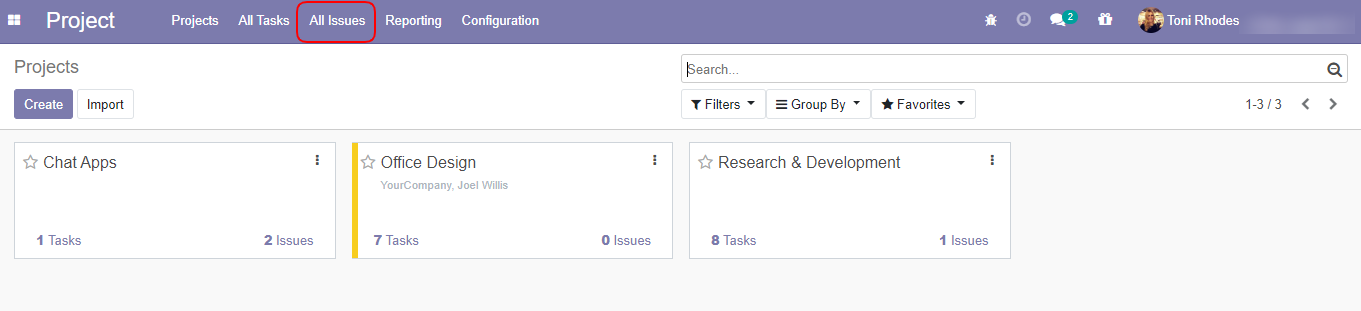 Project Projects All Tasks All Issues Reporting Configuration 2 Toni Rhodes
Projects
Search...
Create Import
Filters Group By Favorites 1-3 / 3
Chat Apps
1 Tasks 2 Issues
Office Design
YourCompany, Joel Willis
7 Tasks 0 Issues
Research & Development
8 Tasks 1 Issues